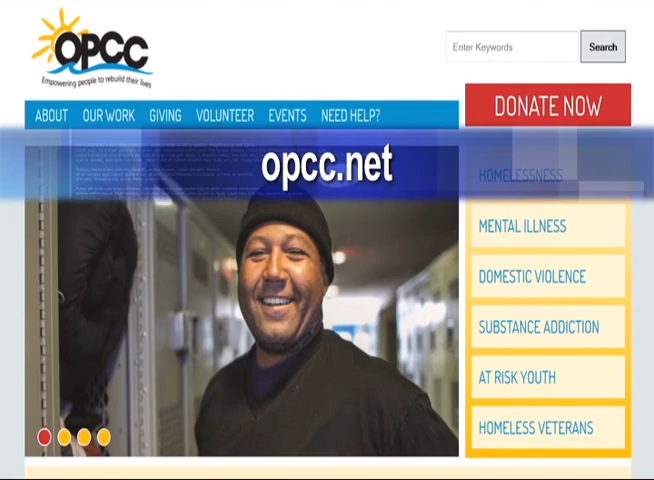 OPCC
Empowering people to rebuild their lives
Enter Keywords
Search
DONATE NOW
ABOUT OUR WORK GIVING VOLUNTEER EVENTS NEED HELP?
opcc.net
HOMELESSNESS
MENTAL ILLNESS
DOMESTIC VIOLENCE
SUBSTANCE ADDICTION
AT RISK YOUTH
HOMELESS VETERANS